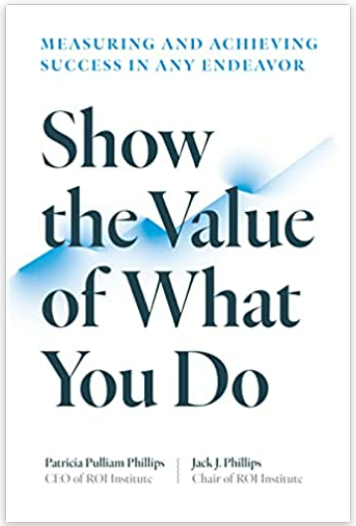 MEASURING AND ACHIEVING
SUCCESS IN ANY ENDEAVOR
Show
the Value
of What
You Do
Patricia Pulliam Phillips
CEO of ROI Institute
Jack J. Phillips
Chair of ROI Institute